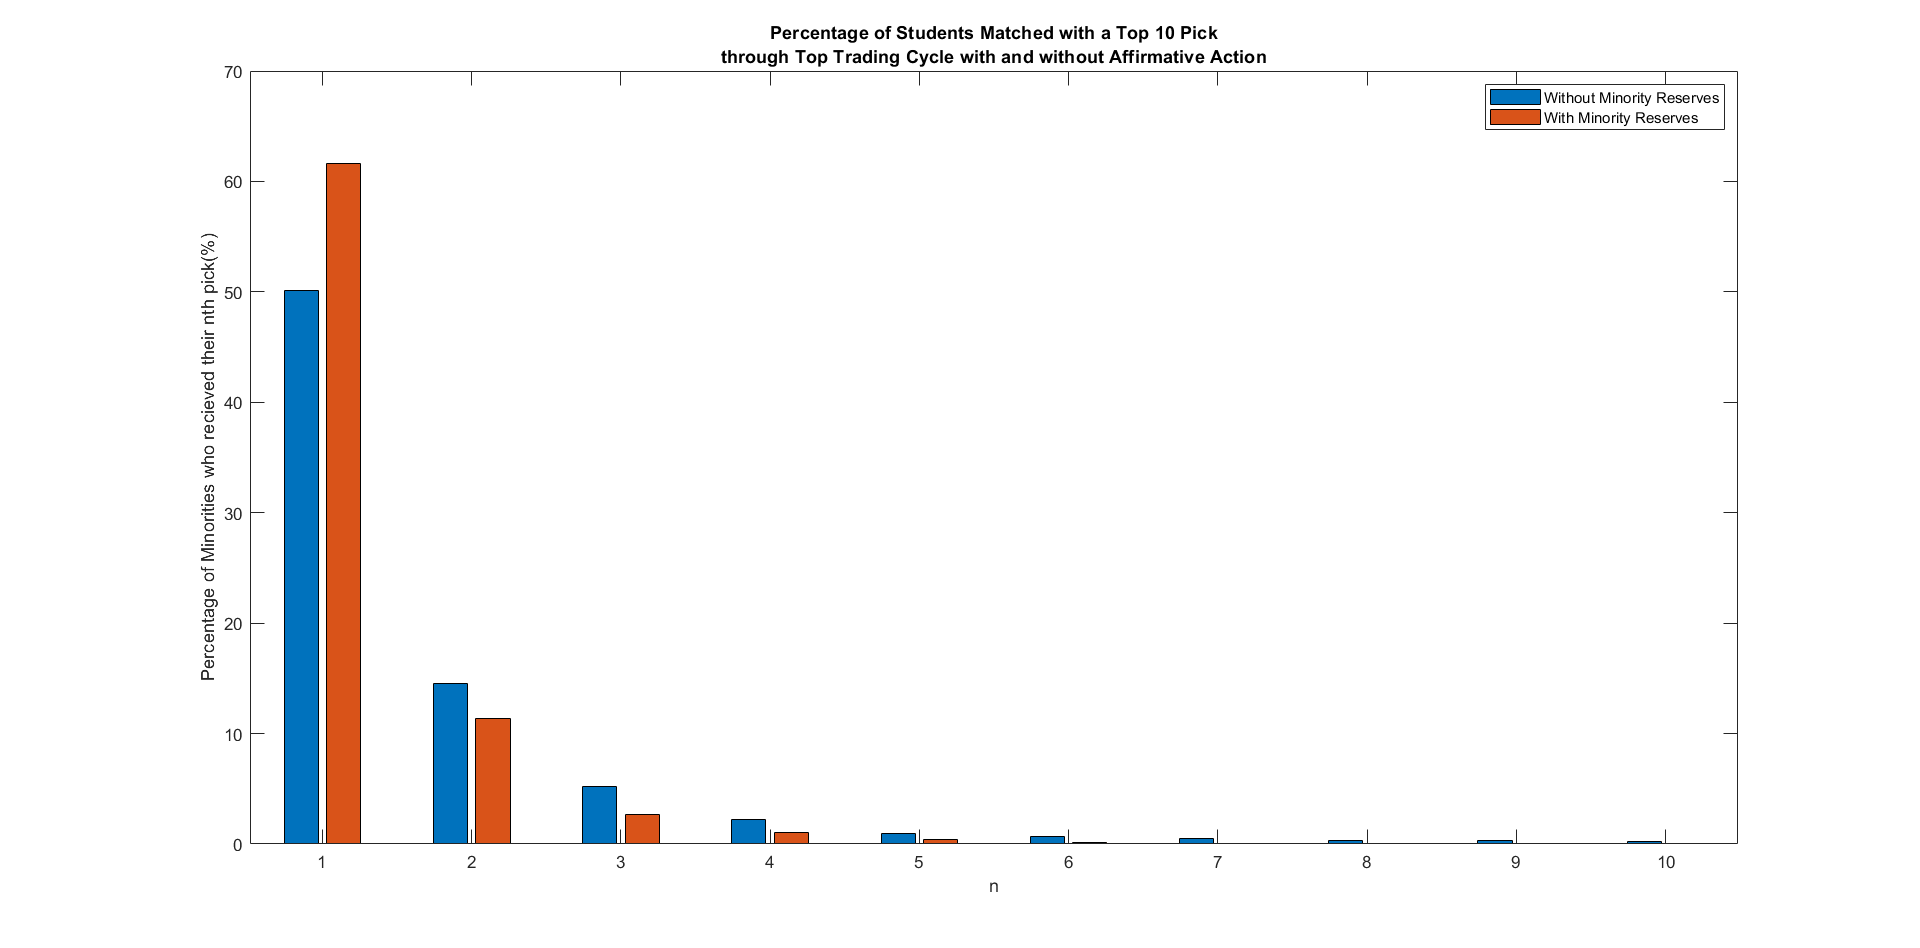 Percentage of Students Matched with a Top 10 Pick
through Top Trading Cycle with and without Affirmative Action
Without Minority Reserves
With Minority Reserves
Percentage of Minorities who recieved their nth pick(%)
70
60
50
40
30
20
10
0
1 2 3 4 5 6 7 8 9 10
n